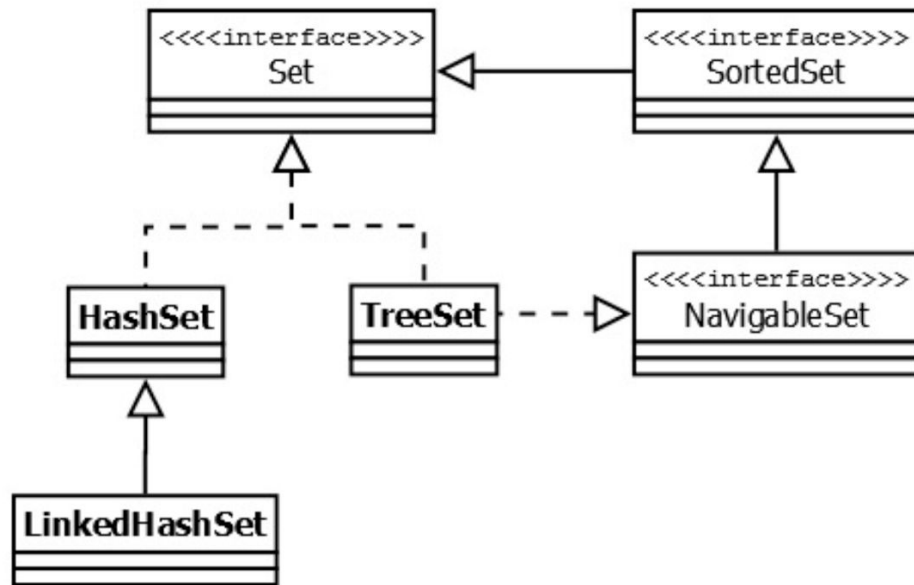 <<<<interface>>>>
Set
<<<<interface>>>>
SortedSet
HashSet
TreeSet
<<<<interface>>>>
NavigableSet
LinkedHashSet